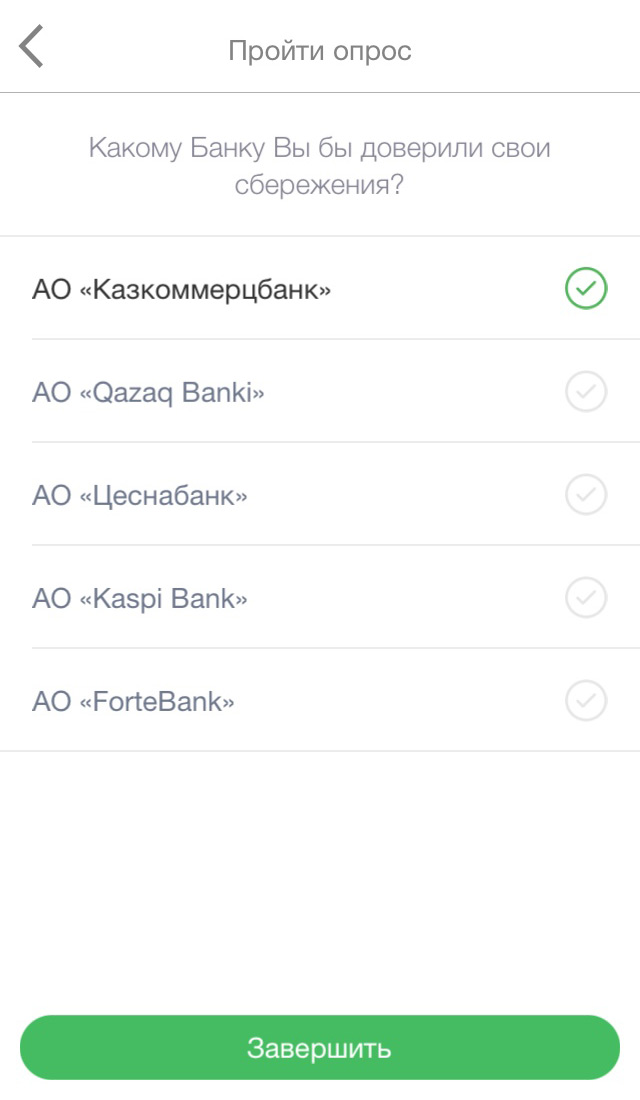 Пройти опрос
Какому Банку Вы бы доверили свои
сбережения?
АО «Казкоммерцбанк»
АО «Qazaq Banki»
АО «Цеснабанк»
АО «Kaspi Bank»
АО «ForteBank»
Завершить